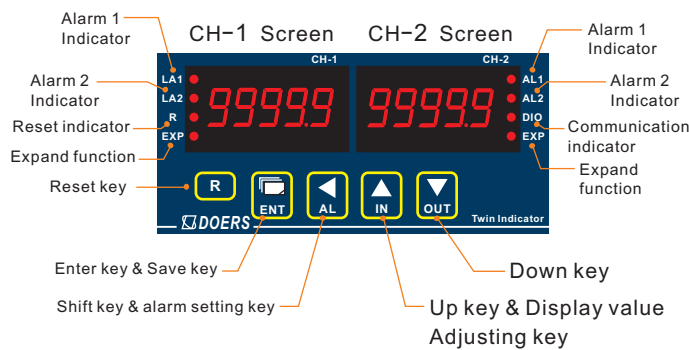 Alarm 1
Indicator
CH-1 Screen
CH-2 Screen
Alarm 1
Indicator
CH-1
CH-2
LA1
AL1
Alarm 2
Indicator
LA2
9999.9
9999.9
AL2
Alarm 2
Indicator
Reset indicator
R
DIO
Communication
indicator
Expand function
EXP
EXP
Expand
function
Reset key
R
ENT
AL
IN
OUT
DOERS
Twin Indicator
Enter key & Save key
Down key
Shift key & alarm setting key
Up key & Display value
Adjusting key